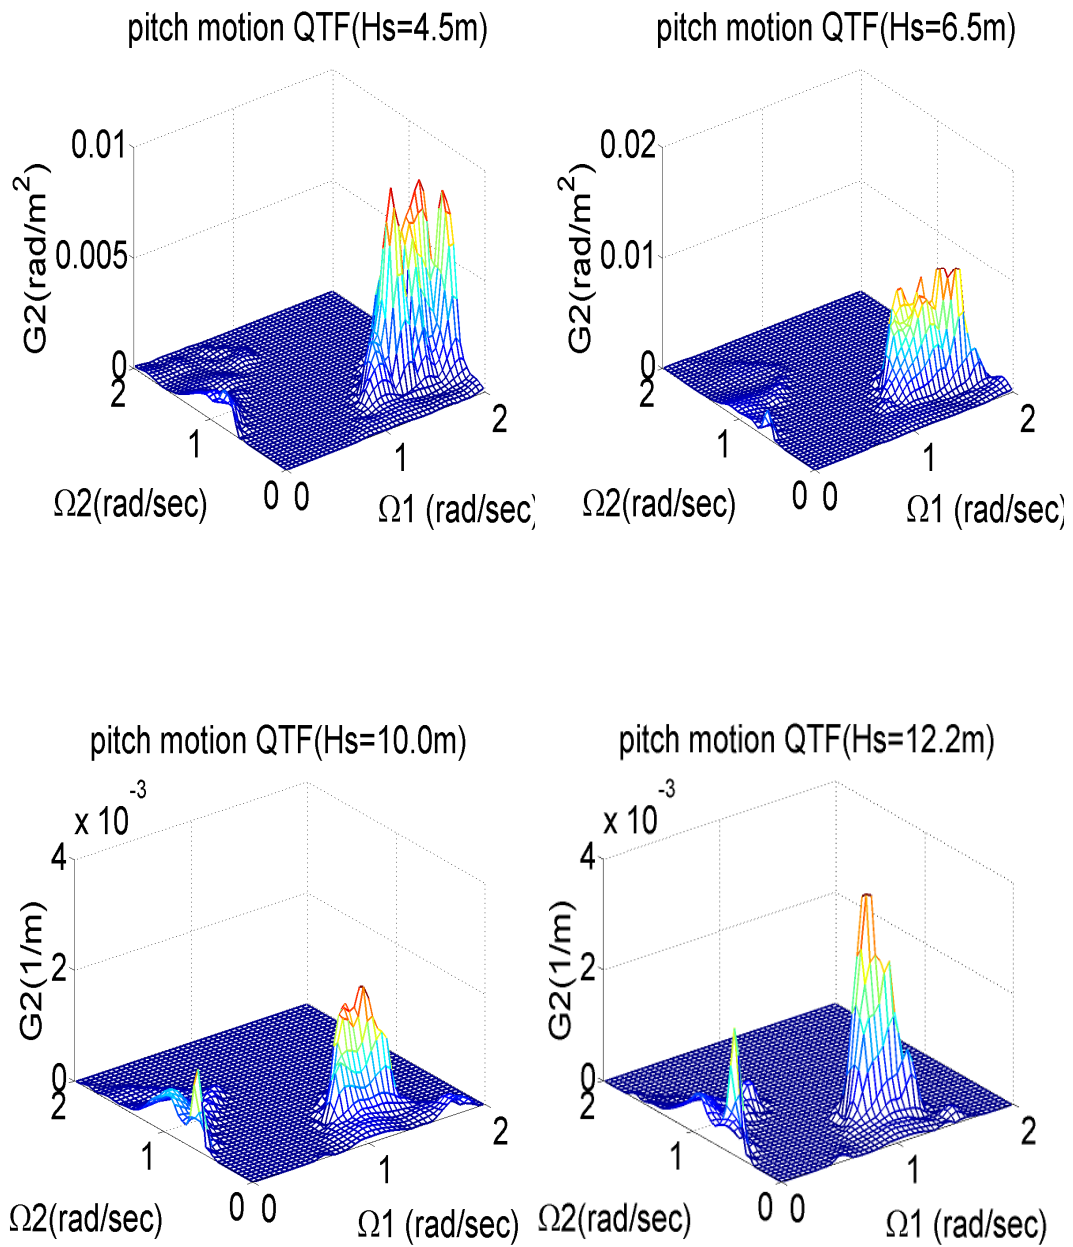 pitch motion QTF(Hs=4.5m)
0.01
0.005
0
G2(rad/m²)
2
1
0
Ω2(rad/sec)
0
1
2
Ω1 (rad/sec)
pitch motion QTF(Hs=6.5m)
0.02
0.01
0
G2(rad/m²)
2
1
0
Ω2(rad/sec)
0
1
2
Ω1 (rad/sec)
pitch motion QTF(Hs=10.0m)
x 10⁻³
4
2
0
G2(1/m)
2
1
0
Ω2(rad/sec)
0
1
2
Ω1 (rad/sec)
pitch motion QTF(Hs=12.2m)
x 10⁻³
4
2
0
G2(1/m)
2
1
0
Ω2(rad/sec)
0
1
2
Ω1 (rad/sec)